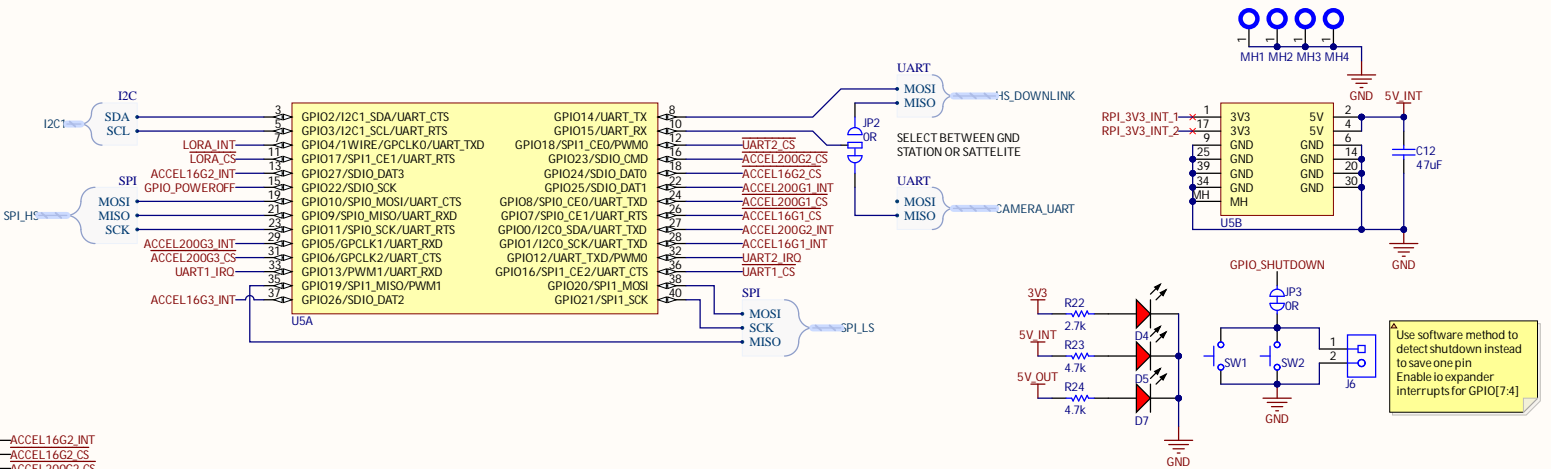 MH1 MH2 MH3 MH4
1 1 1 1
GND
I2C
I2C1
SDA
SCL
SPI
SPI_HS
MOSI
MISO
SCK
LORA_INT
LORA_CS
ACCEL16G2_INT
GPIO_POWEROFF
ACCEL200G3_INT
ACCEL200G3_CS
UART1_IRQ
ACCEL16G3_INT
3 GPIO2/I2C1_SDA/UART_CTS GPIO14/UART_TX 8
5 GPIO3/I2C1_SCL/UART_RTS GPIO15/UART_RX 10
7 GPIO4/1WIRE/GPCLK0/UART_TXD GPIO18/SPI1_CE0/PWM0 12
11 GPIO17/SPI1_CE1/UART_RTS GPIO23/SDIO_CMD 16
13 GPIO27/SDIO_DAT3 GPIO24/SDIO_DAT0 18
15 GPIO22/SDIO_SCK GPIO25/SDIO_DAT1 22
19 GPIO10/SPI0_MOSI/UART_CTS GPIO8/SPI0_CE0/UART_TXD 24
21 GPIO9/SPI0_MISO/UART_RXD GPIO7/SPI0_CE1/UART_RTS 26
23 GPIO11/SPI0_SCK/UART_RTS GPIO0/I2C0_SDA/UART_TXD 27
29 GPIO5/GPCLK1/UART_RXD GPIO1/I2C0_SCK/UART_TXD 28
31 GPIO6/GPCLK2/UART_CTS GPIO12/UART_TXD/PWM0 32
33 GPIO13/PWM1/UART_RXD GPIO16/SPI1_CE2/UART_CTS 36
35 GPIO19/SPI1_MISO/PWM1 GPIO20/SPI1_MOSI 38
37 GPIO26/SDIO_DAT2 GPIO21/SPI1_SCK 40
U5A
UART2_CS
ACCEL200G2_CS
ACCEL16G2_CS
ACCEL200G1_INT
ACCEL200G1_CS
ACCEL16G1_CS
ACCEL200G2_INT
ACCEL16G1_INT
UART2_IRQ
UART1_CS
SPI
MOSI
SCK
MISO
SPI_LS
UART
MOSI
MISO
HS_DOWNLINK
JP2
0R
SELECT BETWEEN GND
STATION OR SATTELITE
UART
MOSI
MISO
CAMERA_UART
RPI_3V3_INT_1 1 3V3 5V 2 5V_INT
RPI_3V3_INT_2 17 3V3 5V 4
9 GND GND 6
25 GND GND 14
39 GND GND 20
34 GND GND 30
MH MH
U5B
C12
47uF
GND
3V3
R22
2.7k
D4
5V_INT
R23
4.7k
D5
5V_OUT
R24
4.7k
D7
GND
GPIO_SHUTDOWN
JP3
0R
SW1 SW2
1
2
J6
GND
Use software method to
detect shutdown instead
to save one pin
Enable io expander
interrupts for GPIO[7:4]
ACCEL16G2_INT
ACCEL16G2_CS
ACCEL200G2_CS